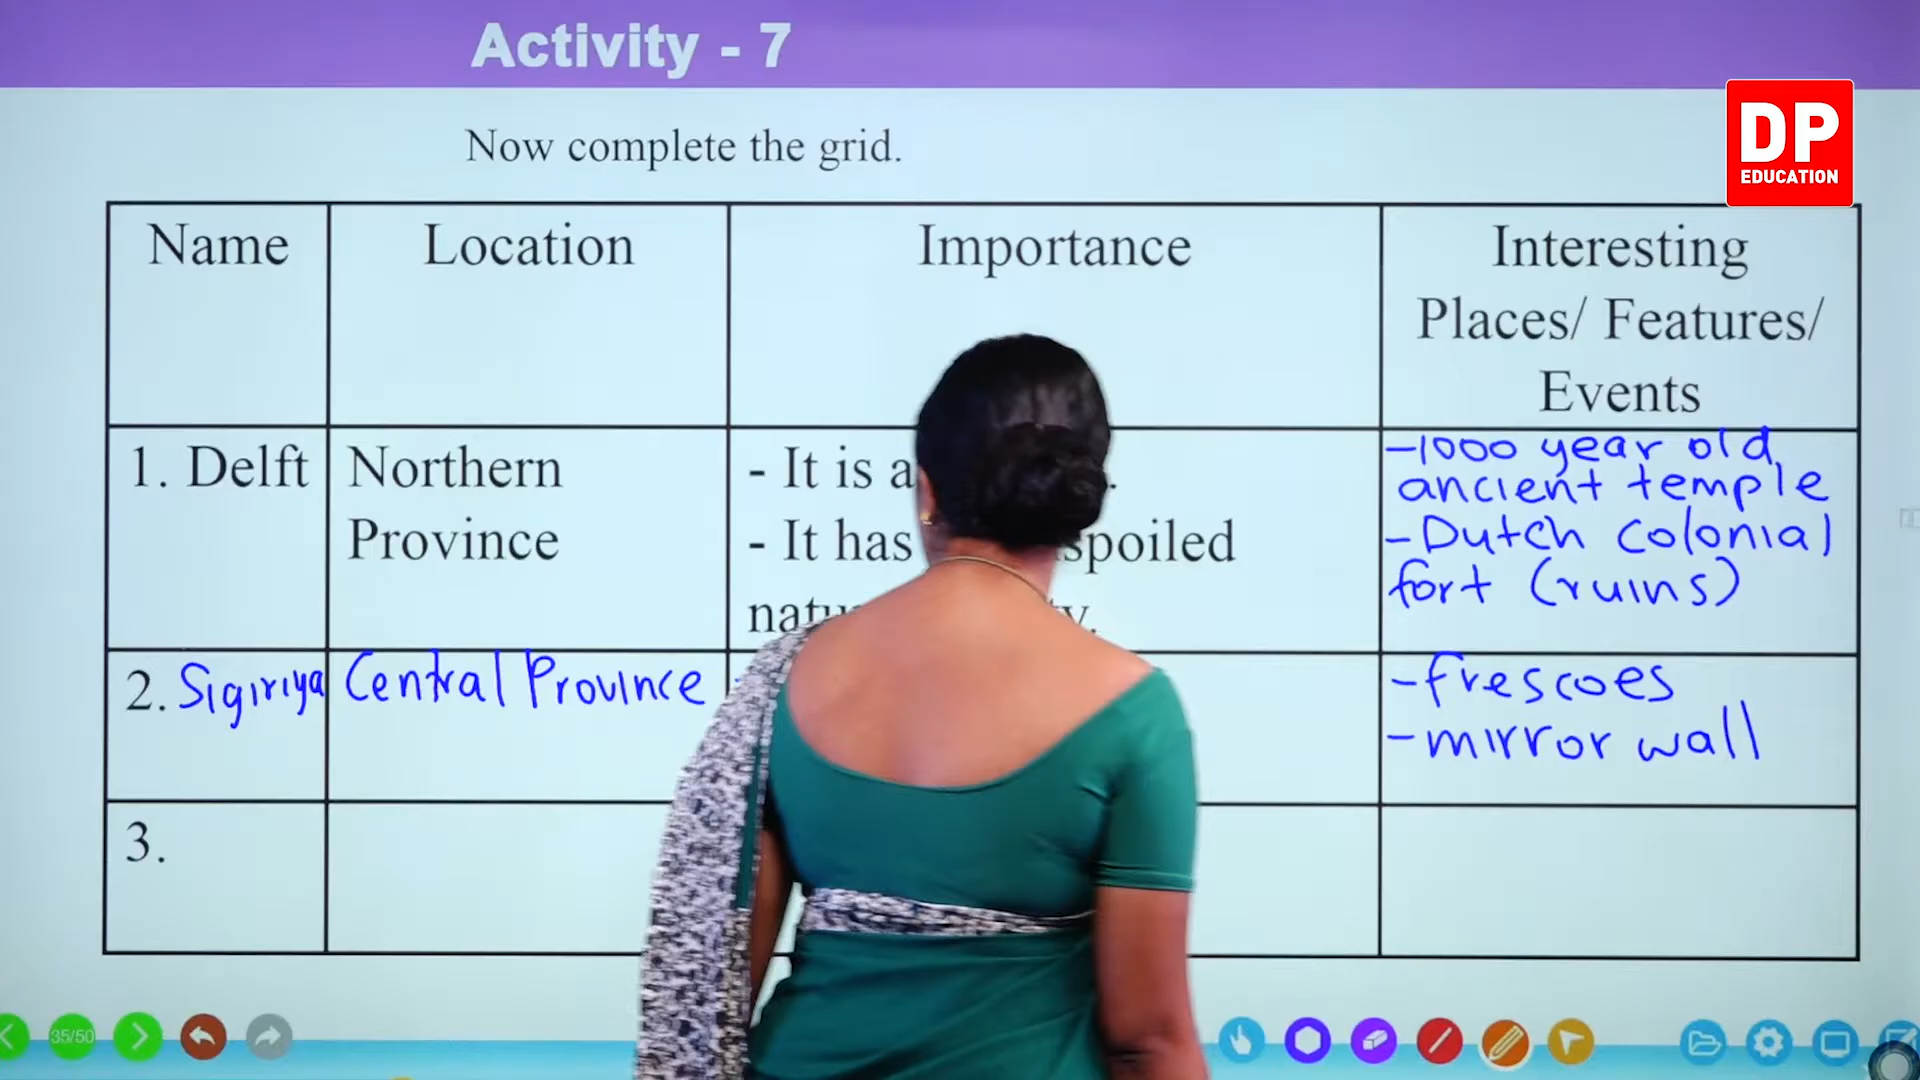 Activity - 7
DP
EDUCATION
Now complete the grid.
Name
Location
Importance
Interesting
Places/ Features/
Events
1. Delft
Northern
Province
- It is a
- It has spoiled
-1000 year old
ancient temple
-Dutch colonial
fort (ruins)
2. Sigiriya
Central Province
-frescoes
-mirror wall
3.
35/50